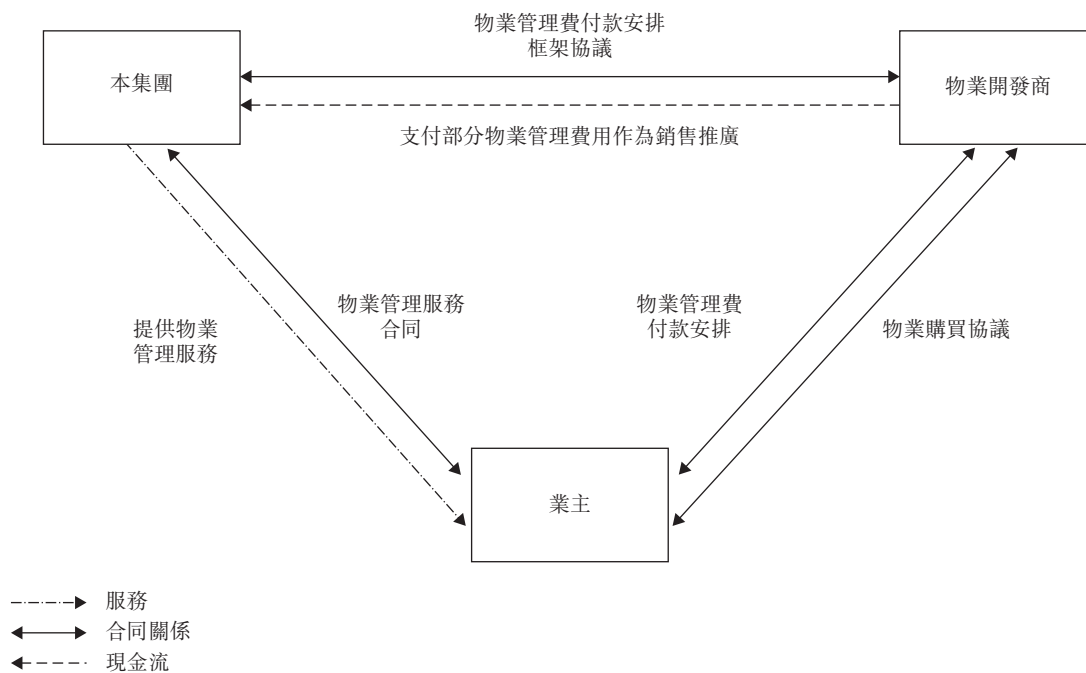 物業管理費付款安排
框架協議
本集團
物業開發商
支付部分物業管理費用作為銷售推廣
提供物業
管理服務
物業管理服務
合同
物業管理費
付款安排
物業購買協議
業主
服務
合同關係
現金流